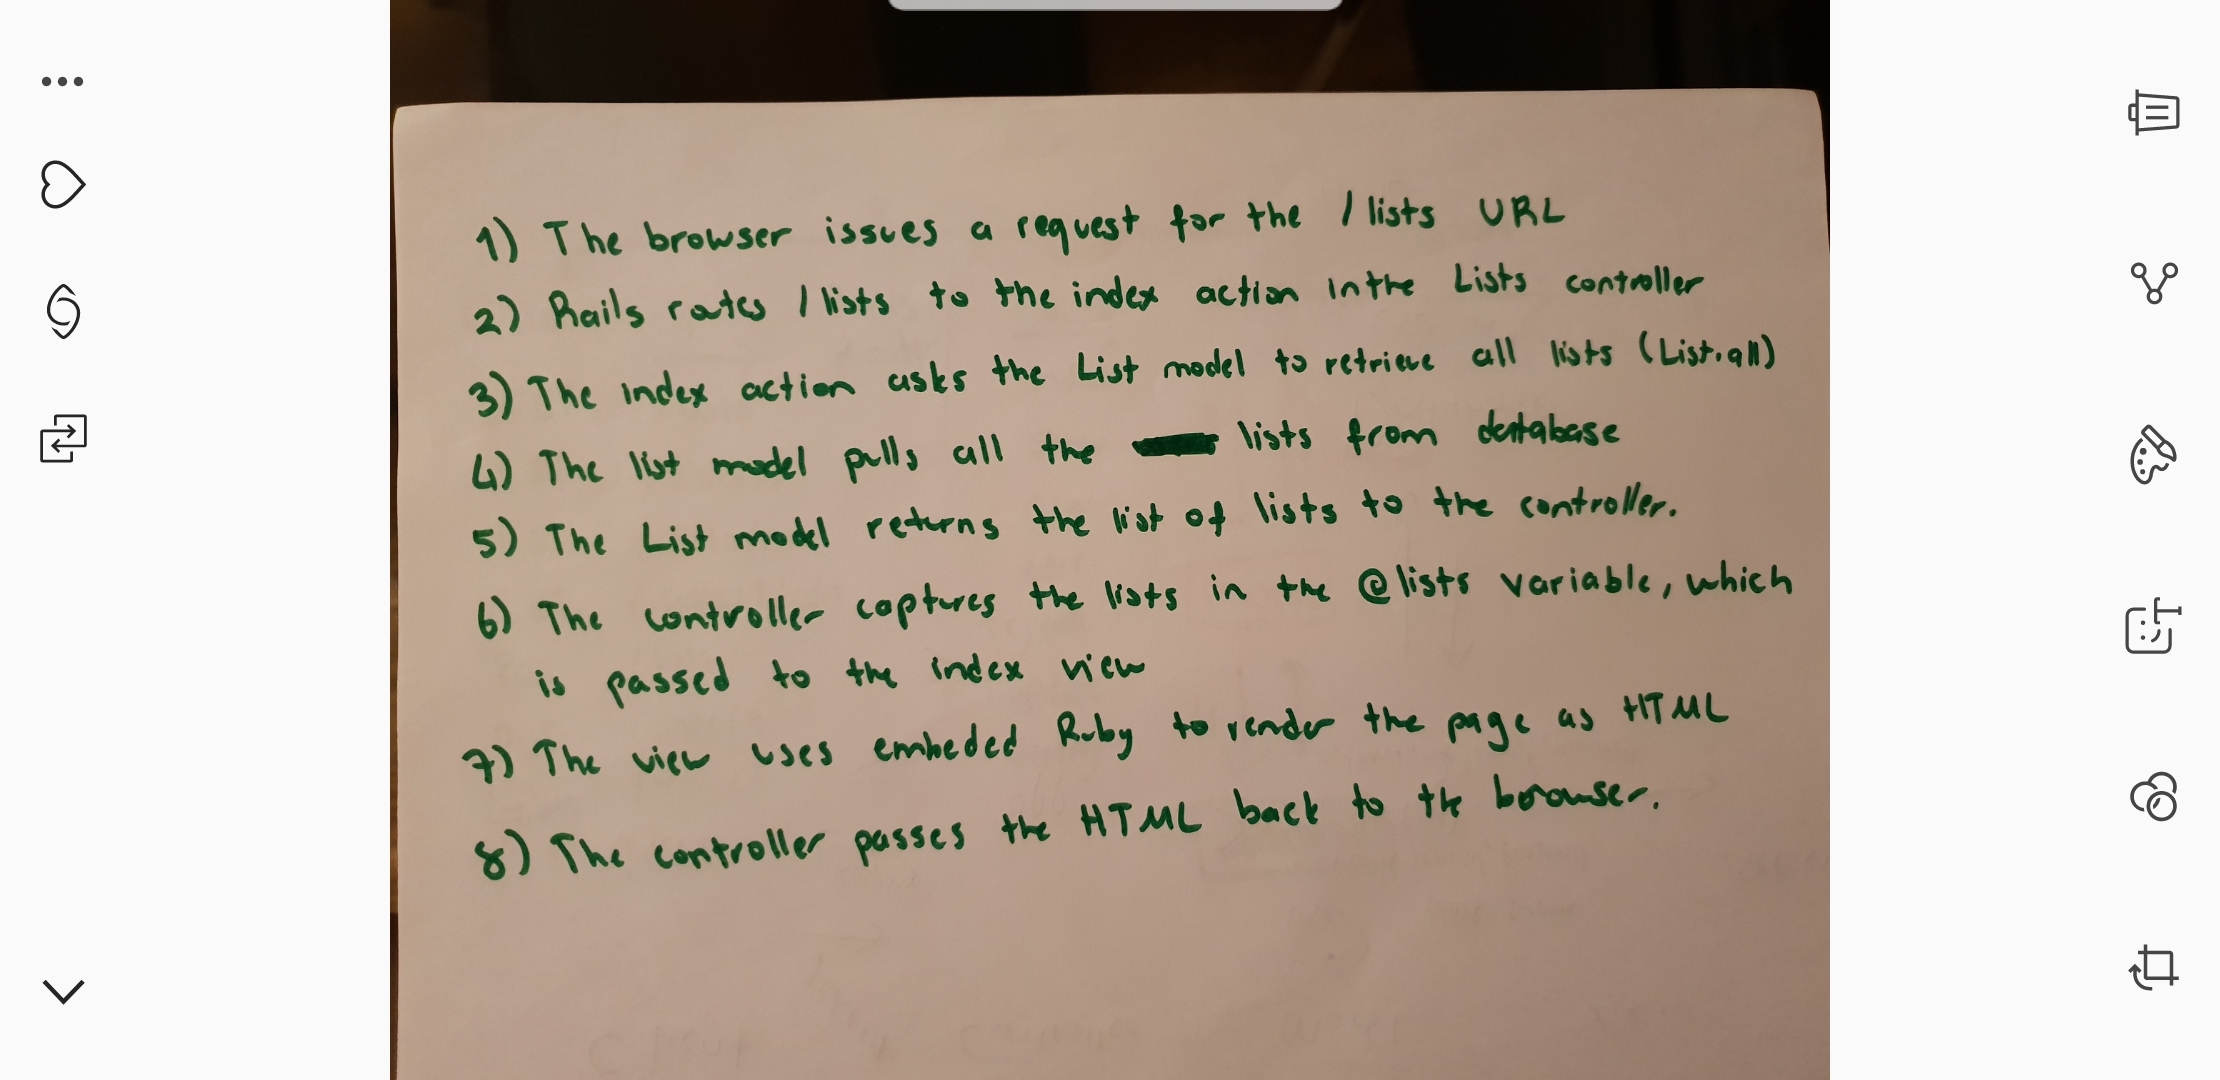 1) The browser issues a request for the /lists URL
2) Rails routes /lists to the index action in the Lists controller
3) The index action asks the List model to retrieve all lists (List.all)
4) The list model pulls all the lists from database
5) The List model returns the list of lists to the controller.
6) The controller captures the lists in the @lists variable, which
is passed to the index view
7) The view uses embeded Ruby to render the page as HTML
8) The controller passes the HTML back to the browser.